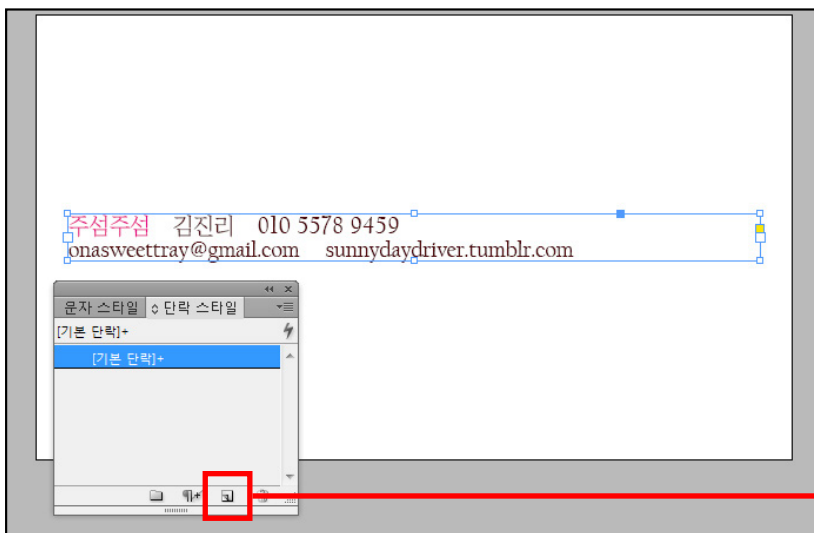 주섬주섬 김진리 010 5578 9459
onasweettray@gmail.com sunnydaydriver.tumblr.com
문자 스타일 단락 스타일
[기본 단락]+
[기본 단락]+